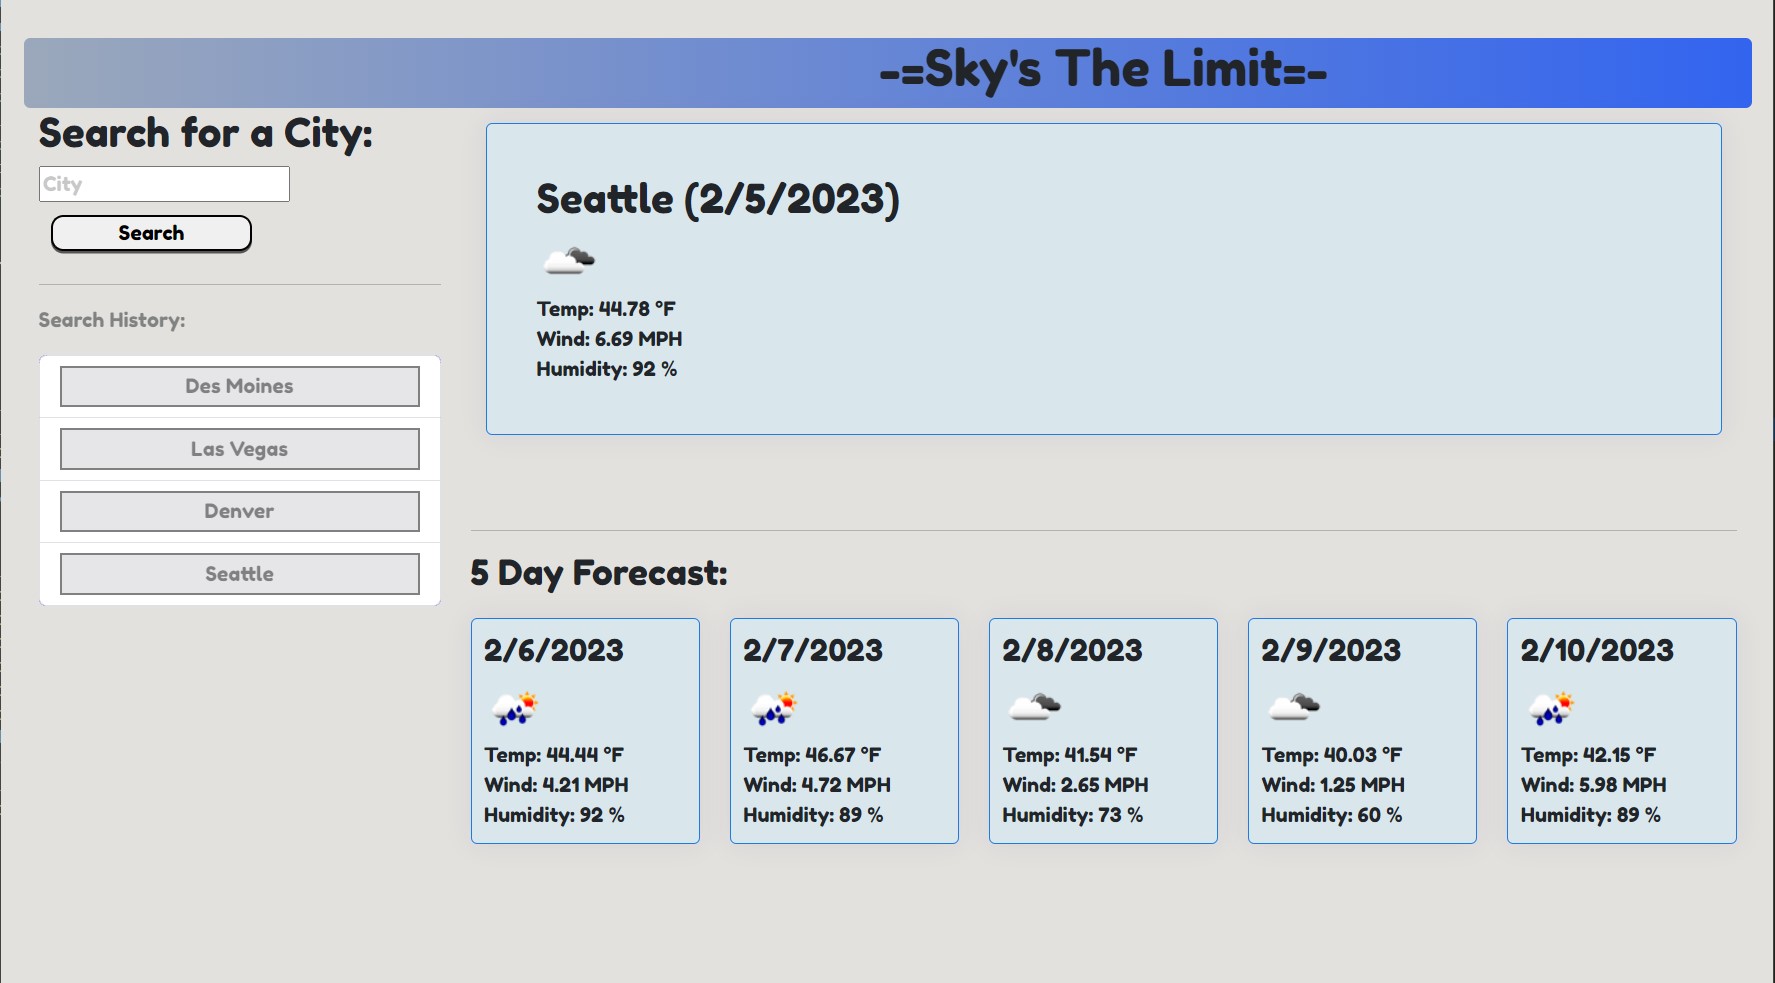 -=Sky's The Limit=-
Search for a City:
City
Search
Search History:
Des Moines
Las Vegas
Denver
Seattle
Seattle (2/5/2023)
Temp: 44.78 °F
Wind: 6.69 MPH
Humidity: 92 %
5 Day Forecast:
2/6/2023
Temp: 44.44 °F
Wind: 4.21 MPH
Humidity: 92 %
2/7/2023
Temp: 46.67 °F
Wind: 4.72 MPH
Humidity: 89 %
2/8/2023
Temp: 41.54 °F
Wind: 2.65 MPH
Humidity: 73 %
2/9/2023
Temp: 40.03 °F
Wind: 1.25 MPH
Humidity: 60 %
2/10/2023
Temp: 42.15 °F
Wind: 5.98 MPH
Humidity: 89 %